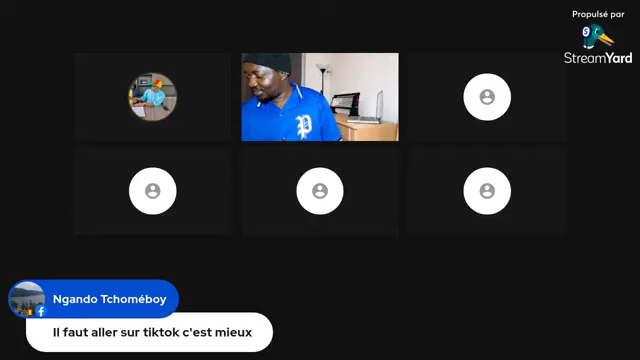 Propulsé par
StreamYard
Ngando Tchoméboy
Il faut aller sur tiktok c'est mieux